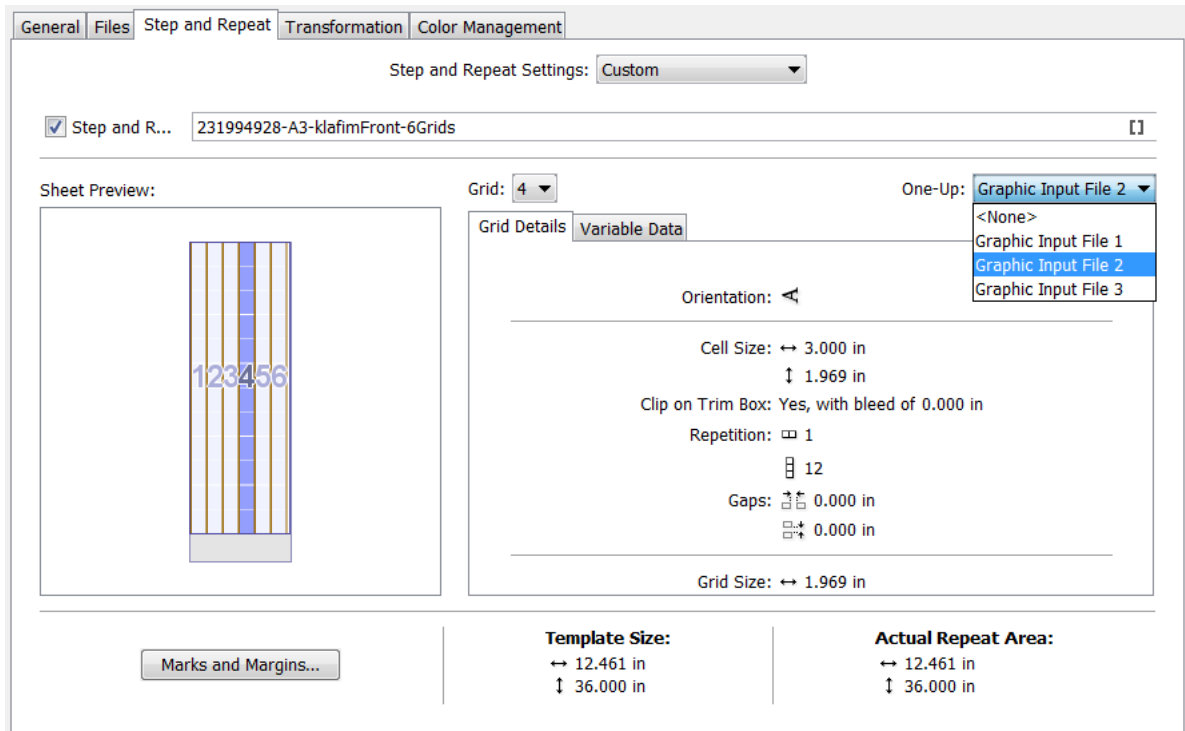 General Files Step and Repeat Transformation Color Management
Step and Repeat Settings: Custom
Step and R... 231994928-A3-klafimFront-6Grids []
Sheet Preview:
123456
Grid: 4
One-Up: Graphic Input File 2
<None>
Graphic Input File 1
Graphic Input File 2
Graphic Input File 3
Grid Details Variable Data
Orientation:
Cell Size: ↔ 3.000 in
↕ 1.969 in
Clip on Trim Box: Yes, with bleed of 0.000 in
Repetition: 1
12
Gaps: 0.000 in
0.000 in
Grid Size: ↔ 1.969 in
Marks and Margins...
Template Size:
↔ 12.461 in
↕ 36.000 in
Actual Repeat Area:
↔ 12.461 in
↕ 36.000 in